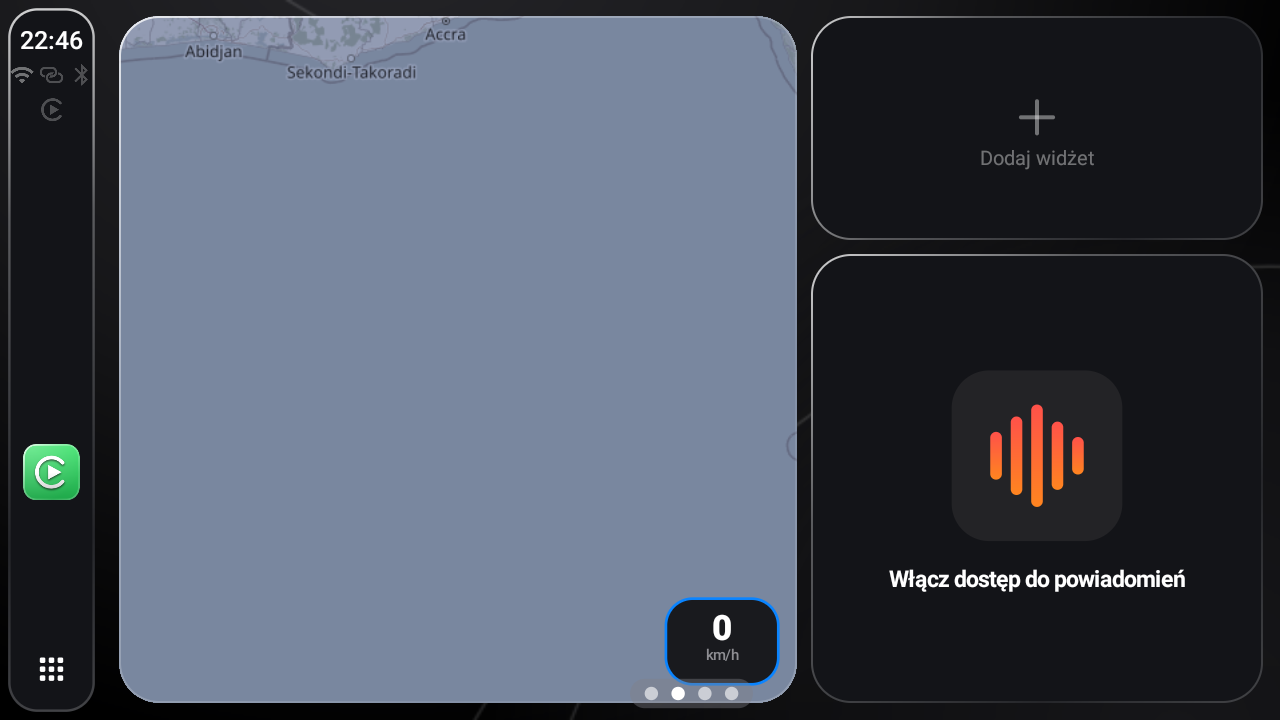 22:46
Abidjan
Accra
Sekondi-Takoradi
0
km/h
Dodaj widżet
Włącz dostęp do powiadomień